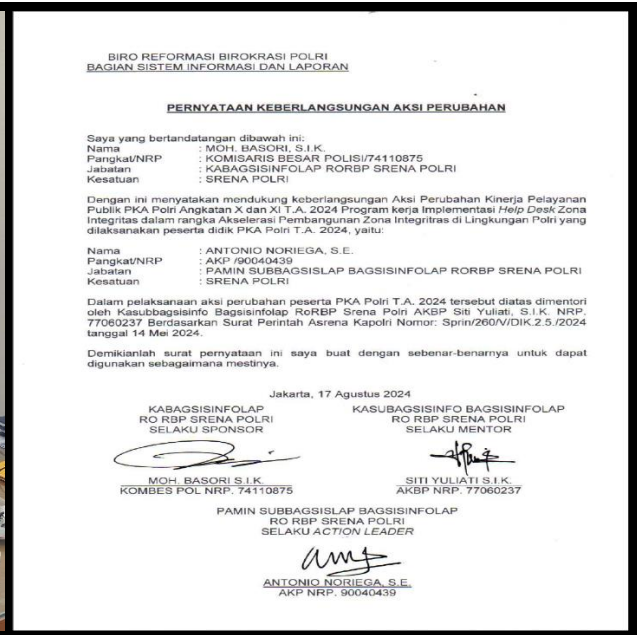 BIRO REFORMASI BIROKRASI POLRI
BAGIAN SISTEM INFORMASI DAN LAPORAN
PERNYATAAN KEBERLANGSUNGAN AKSI PERUBAHAN
Saya yang bertandatangan dibawah ini:
Nama : MOH. BASORI, S.I.K.
Pangkat/NRP : KOMISARIS BESAR POLISI/74110875
Jabatan : KABAGSISINFOLAP RORBP SRENA POLRI
Kesatuan : SRENA POLRI
Dengan ini menyatakan mendukung keberlangsungan Aksi Perubahan Kinerja Pelayanan
Publik PKA Polri Angkatan X dan XI T.A. 2024 Program kerja Implementasi Help Desk Zona
Integritas dalam rangka Akselerasi Pembangunan Zona Integritras di Lingkungan Polri yang
dilaksanakan peserta didik PKA Polri T.A. 2024, yaitu:
Nama : ANTONIO NORIEGA, S.E.
Pangkat/NRP : AKP /90040439
Jabatan : PAMIN SUBBAGSISLAP BAGSISINFOLAP RORBP SRENA POLRI
Kesatuan : SRENA POLRI
Dalam pelaksanaan aksi perubahan peserta PKA Polri T.A. 2024 tersebut diatas dimentori
oleh Kasubbagsisinfo Bagsisinfolap RoRBP Srena Polri AKBP Siti Yuliati, S.I.K. NRP.
77060237 Berdasarkan Surat Perintah Asrena Kapolri Nomor: Sprin/260/V/DIK.2.5./2024
tanggal 14 Mei 2024.
Demikianlah surat pernyataan ini saya buat dengan sebenar-benarnya untuk dapat
digunakan sebagaimana mestinya.
Jakarta, 17 Agustus 2024
KABAGSISINFOLAP
RO RBP SRENA POLRI
SELAKU SPONSOR
MOH. BASORI S.I.K.
KOMBES POL NRP. 74110875
KASUBAGSISINFO BAGSISINFOLAP
RO RBP SRENA POLRI
SELAKU MENTOR
SITI YULIATI S.I.K.
AKBP NRP. 77060237
PAMIN SUBBAGSISLAP BAGSISINFOLAP
RO RBP SRENA POLRI
SELAKU ACTION LEADER
ANTONIO NORIEGA, S.E.
AKP NRP. 90040439